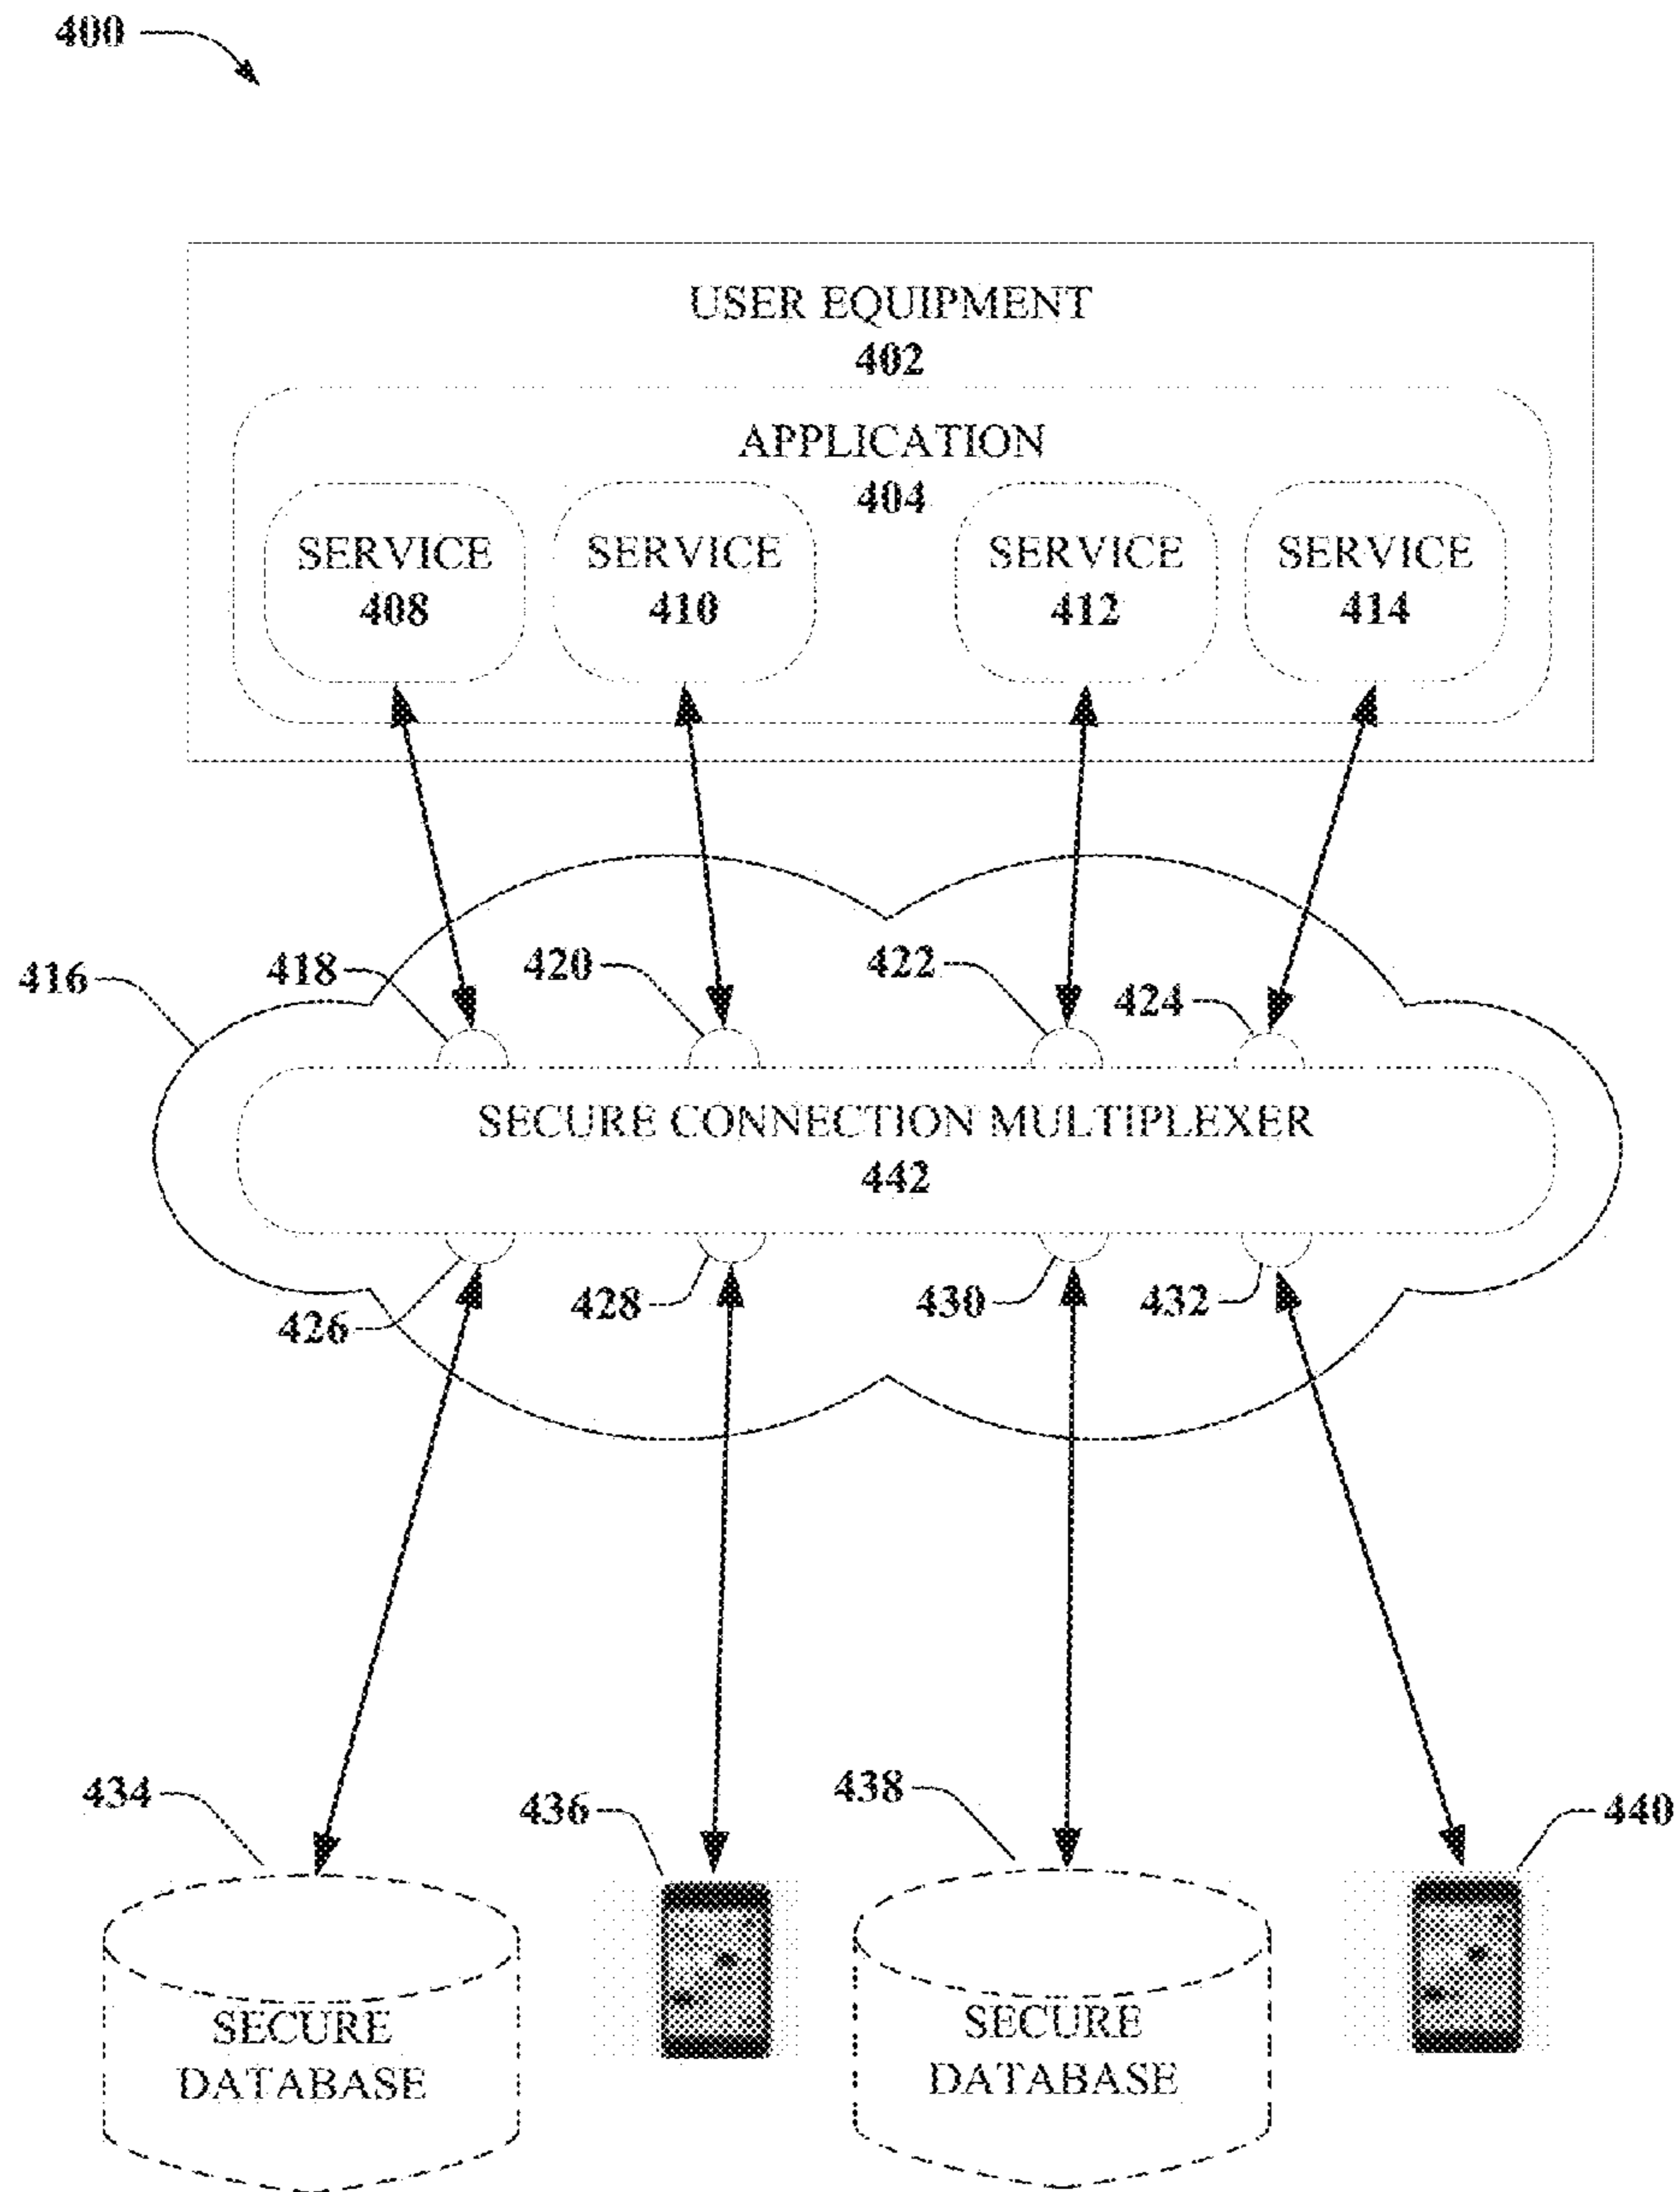 400
USER EQUIPMENT
402
APPLICATION
404
SERVICE
408
SERVICE
410
SERVICE
412
SERVICE
414
416
418
420
422
424
SECURE CONNECTION MULTIPLEXER
442
426
428
430
432
434
436
438
440
SECURE
DATABASE
SECURE
DATABASE